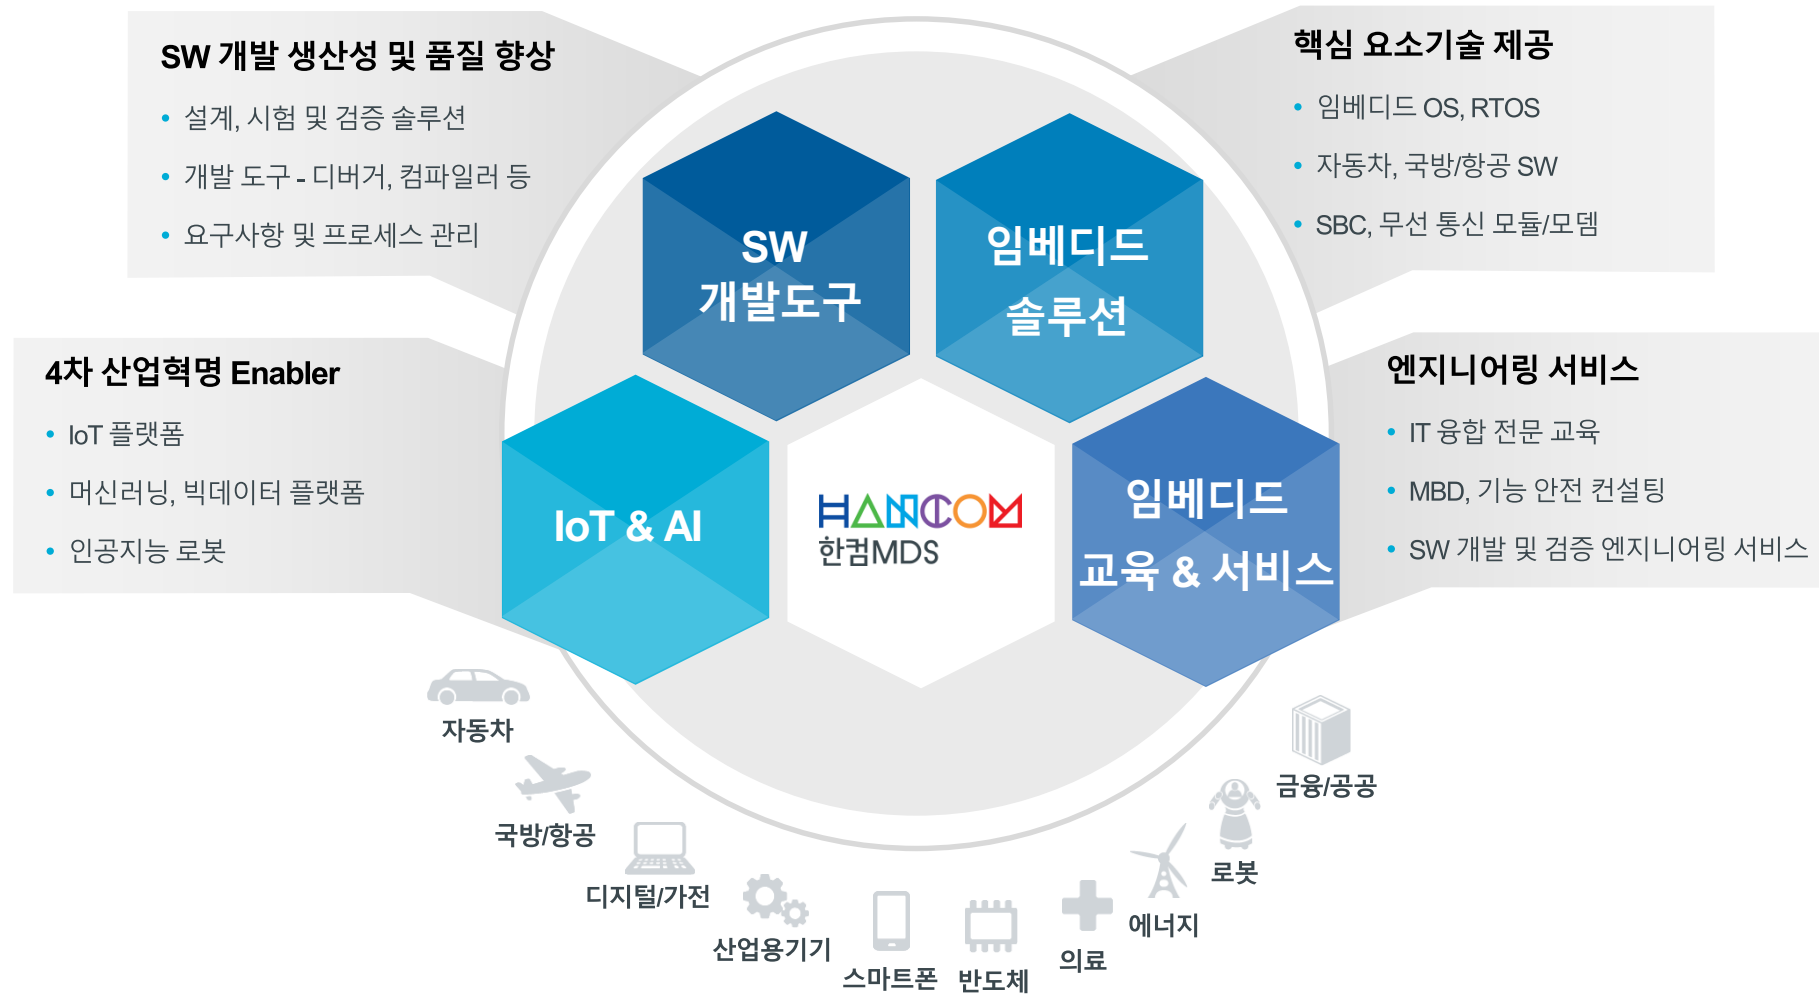 SW 개발 생산성 및 품질 향상
• 설계, 시험 및 검증 솔루션
• 개발 도구 - 디버거, 컴파일러 등
• 요구사항 및 프로세스 관리
핵심 요소기술 제공
• 임베디드 OS, RTOS
• 자동차, 국방/항공 SW
• SBC, 무선 통신 모듈/모뎀
SW
개발도구
임베디드
솔루션
4차 산업혁명 Enabler
• IoT 플랫폼
• 머신러닝, 빅데이터 플랫폼
• 인공지능 로봇
엔지니어링 서비스
• IT 융합 전문 교육
• MBD, 기능 안전 컨설팅
• SW 개발 및 검증 엔지니어링 서비스
IoT & AI
HANCOM
한컴MDS
임베디드
교육 & 서비스
자동차
국방/항공
디지털/가전
산업용기기
스마트폰
반도체
의료
에너지
로봇
금융/공공